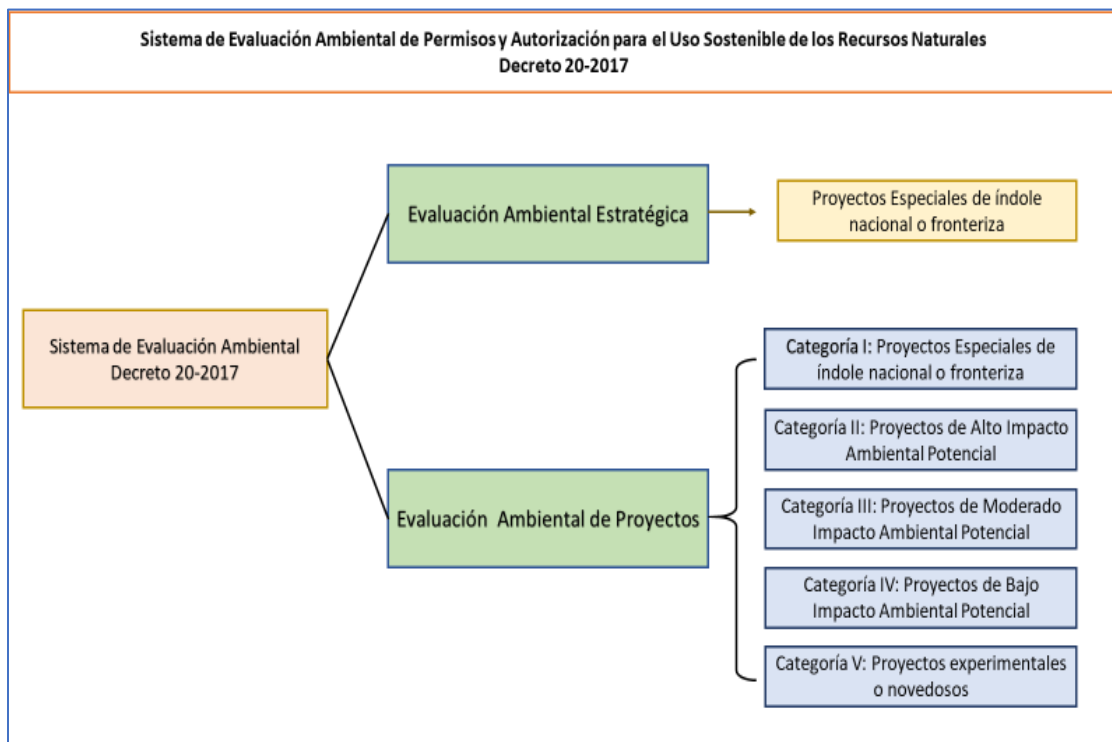 Sistema de Evaluación Ambiental de Permisos y Autorización para el Uso Sostenible de los Recursos Naturales
Decreto 20-2017
Evaluación Ambiental Estratégica
Proyectos Especiales de índole
nacional o fronteriza
Sistema de Evaluación Ambiental
Decreto 20-2017
Evaluación Ambiental de Proyectos
Categoría I: Proyectos Especiales de
índole nacional o fronteriza
Categoría II: Proyectos de Alto Impacto
Ambiental Potencial
Categoría III: Proyectos de Moderado
Impacto Ambiental Potencial
Categoría IV: Proyectos de Bajo
Impacto Ambiental Potencial
Categoría V: Proyectos experimentales
o novedosos